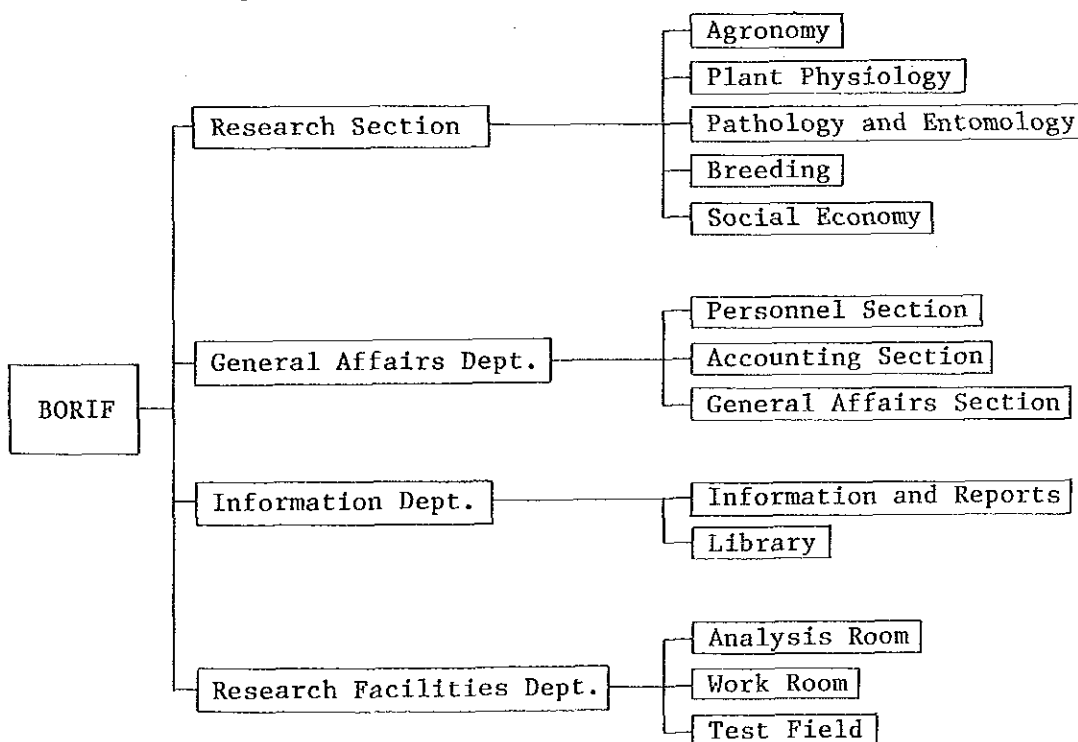 BORIF
Research Section
Agronomy
Plant Physiology
Pathology and Entomology
Breeding
Social Economy
General Affairs Dept.
Personnel Section
Accounting Section
General Affairs Section
Information Dept.
Information and Reports
Library
Research Facilities Dept.
Analysis Room
Work Room
Test Field